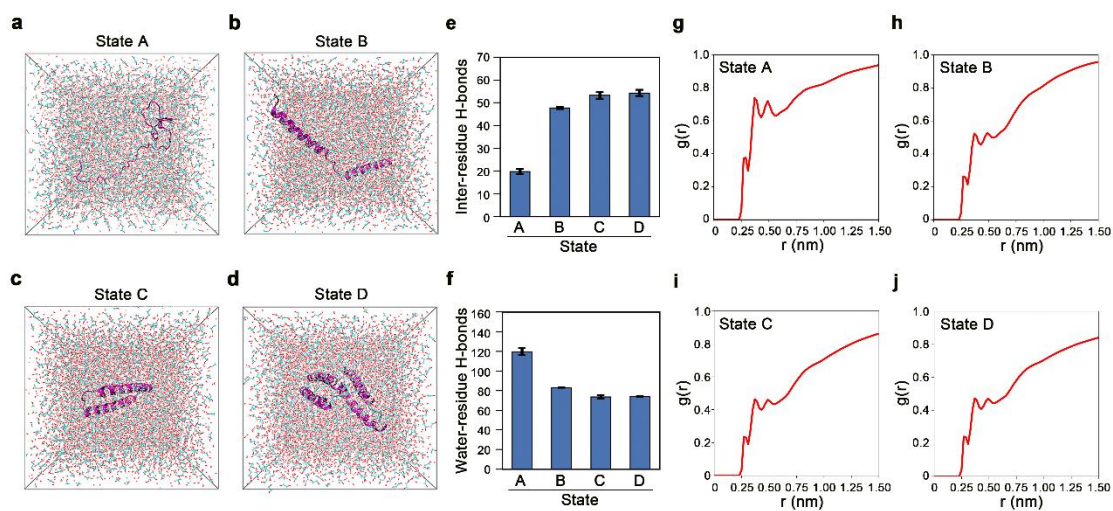 a
State A
b
State B
c
State C
d
State D
e
Inter-residue H-bonds
70
60
50
40
30
20
10
0
A B C D
State
f
Water-residue H-bonds
160
140
120
100
80
60
40
20
0
A B C D
State
g
State A
g(r)
1.0
0.8
0.6
0.4
0.2
0
0 0.25 0.50 0.75 1.00 1.25 1.50
r (nm)
h
State B
g(r)
1.0
0.8
0.6
0.4
0.2
0
0 0.25 0.50 0.75 1.00 1.25 1.50
r (nm)
i
State C
g(r)
1.0
0.8
0.6
0.4
0.2
0
0 0.25 0.50 0.75 1.00 1.25 1.50
r (nm)
j
State D
g(r)
1.0
0.8
0.6
0.4
0.2
0
0 0.25 0.50 0.75 1.00 1.25 1.50
r (nm)